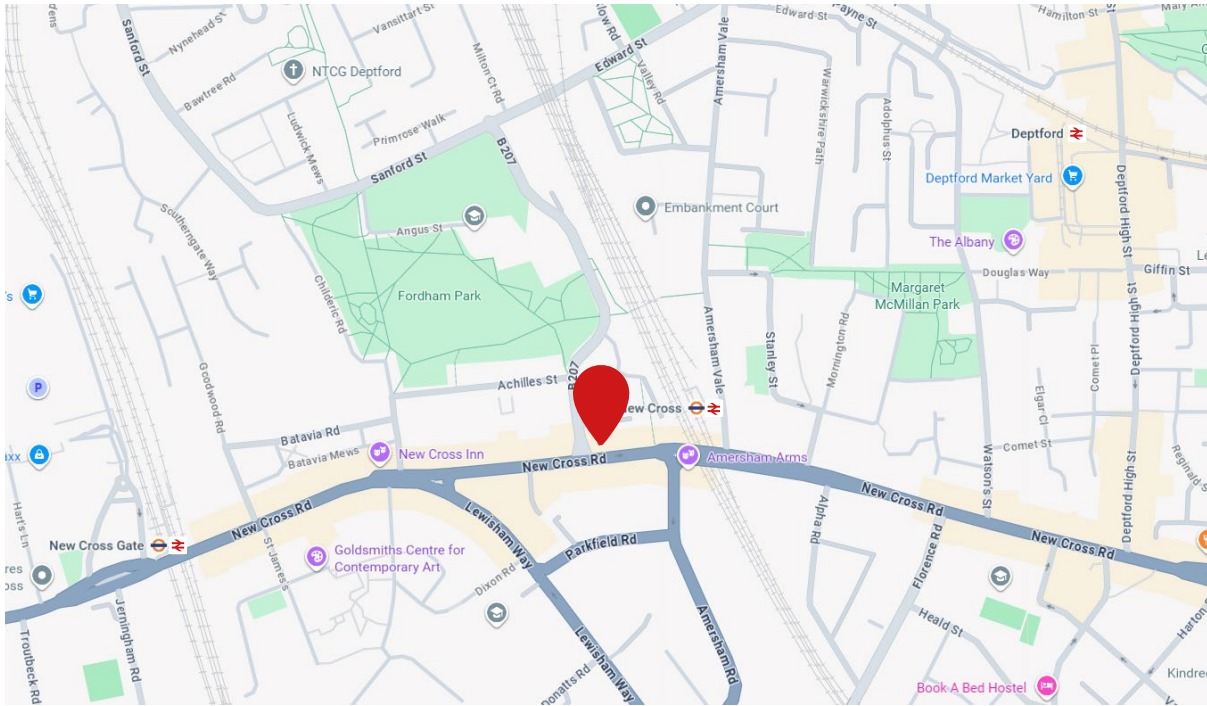 Sanford St
Nynehead St
Vansittart St
Bawtree Rd
NTCG Deptford
Ludwick Mews
Primrose Walk
Milton Ct Rd
Edward St
Valley Rd
Amersham Vale
Edward St
Hamilton St
Sanford St
B207
Warwickshire Path
Adolphus St
Deptford
Deptford Market Yard
Deptford High St
Southerngate Way
Angus St
Embankment Court
The Albany
Douglas Way
Giffin St
Childeric Rd
Fordham Park
Margaret
McMillan Park
Goodwood Rd
Amersham Vale
Stanley St
Mornington Rd
Deptford High St
Comet Pl
Elgar Cl
Achilles St
B207
P
New Cross
Batavia Rd
Batavia Mews
New Cross Inn
New Cross Rd
Amersham Arms
Watson's St
Comet St
Reginald S
Hart's Ln
New Cross Rd
New Cross Gate
St James's
Goldsmiths Centre for
Contemporary Art
Lewisham Way
Parkfield Rd
Dixon Rd
Alpha Rd
New Cross Rd
Florence Rd
New Cross Rd
Deptford High St
Troutbeck Rd
Jerningham Rd
Lewisham Way
Amersham Rd
Heald St
Book A Bed Hostel